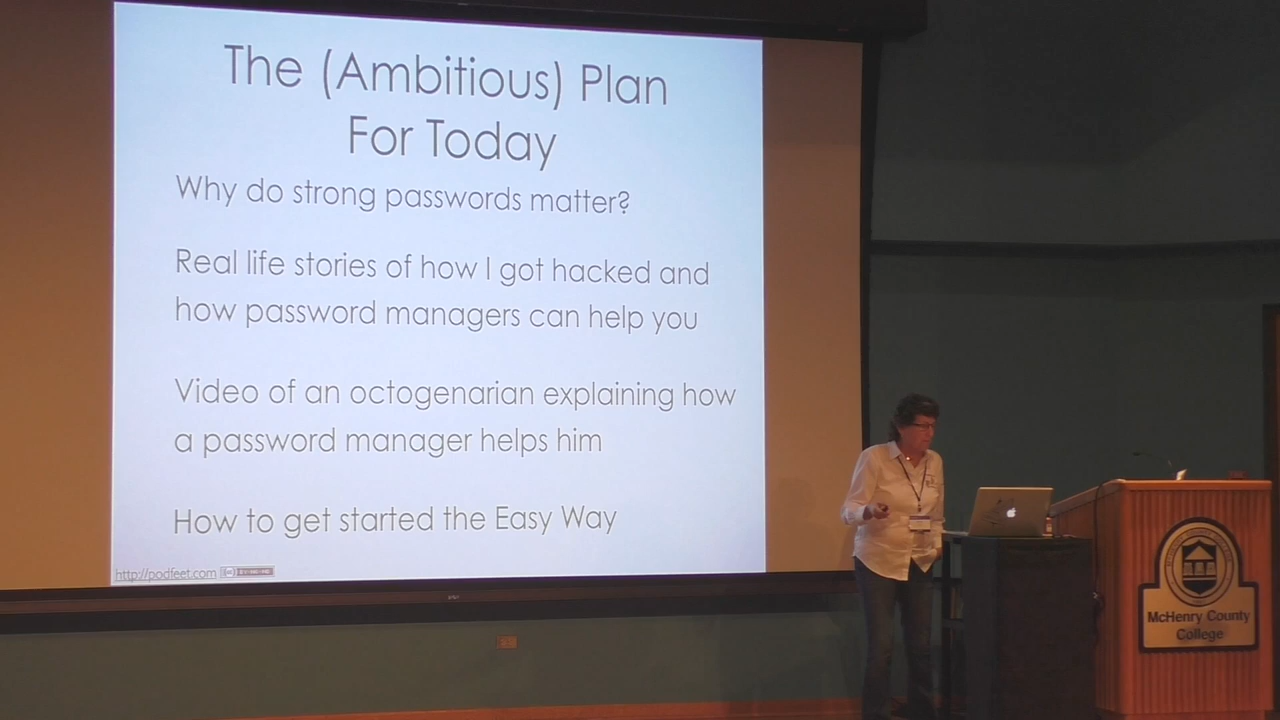 The (Ambitious) Plan
For Today
Why do strong passwords matter?
Real life stories of how I got hacked and
how password managers can help you
Video of an octogenarian explaining how
a password manager helps him
How to get started the Easy Way
http://podfeet.com
McHenry County
College